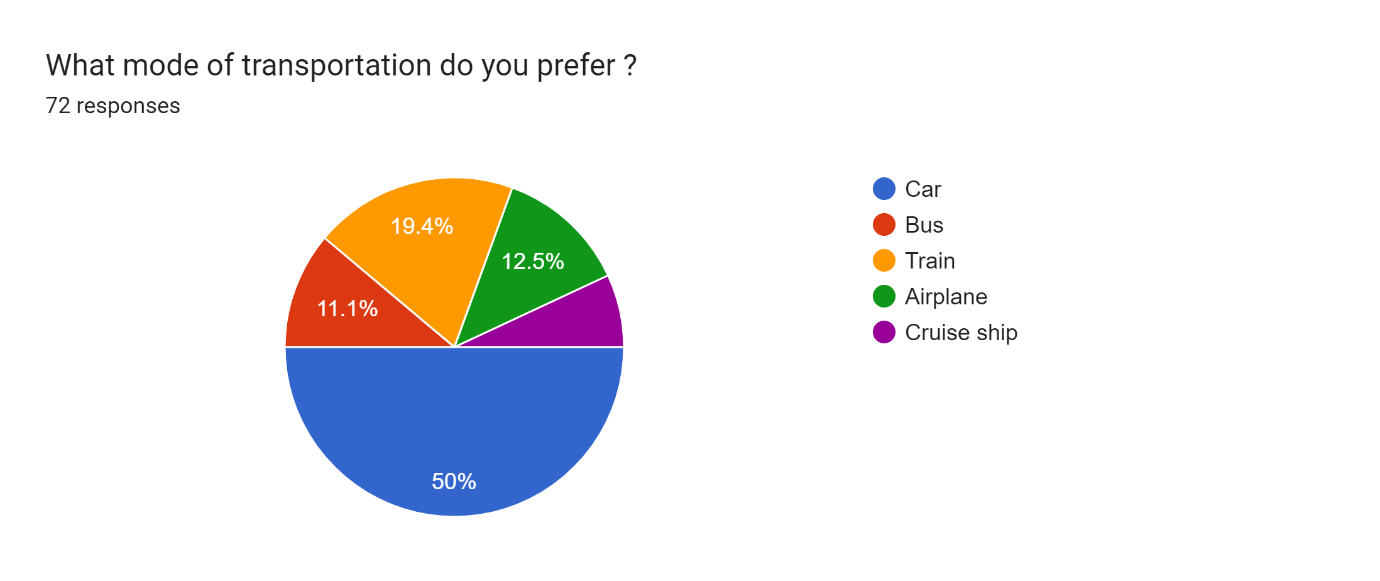 What mode of transportation do you prefer ?
72 responses
19.4%
12.5%
11.1%
50%
Car
Bus
Train
Airplane
Cruise ship